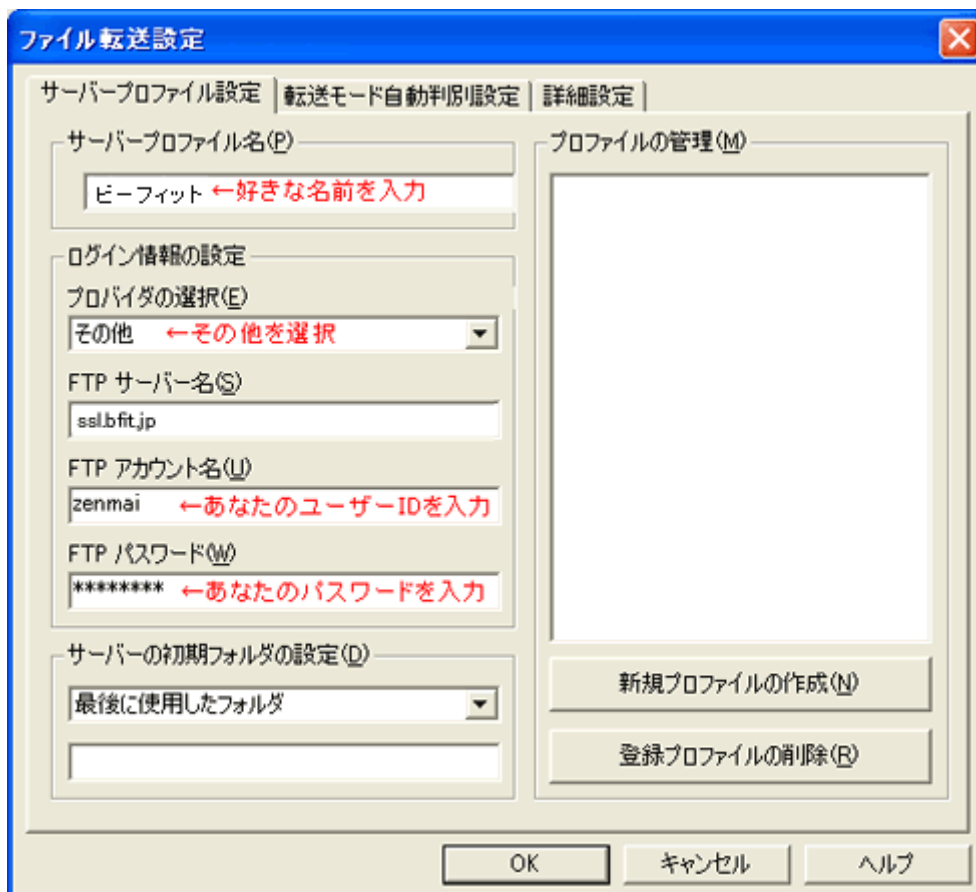 ファイル転送設定
サーバープロファイル設定 転送モード自動判別設定 詳細設定
サーバープロファイル名(P)
ビーフィット ←好きな名前を入力
ログイン情報の設定
プロバイダの選択(E)
その他 ←その他を選択
FTP サーバー名(S)
ssl.bfit.jp
FTP アカウント名(U)
zenmai ←あなたのユーザーIDを入力
FTP パスワード(W)
******** ←あなたのパスワードを入力
サーバーの初期フォルダの設定(D)
最後に使用したフォルダ
プロファイルの管理(M)
新規プロファイルの作成(N)
登録プロファイルの削除(R)
OK キャンセル ヘルプ